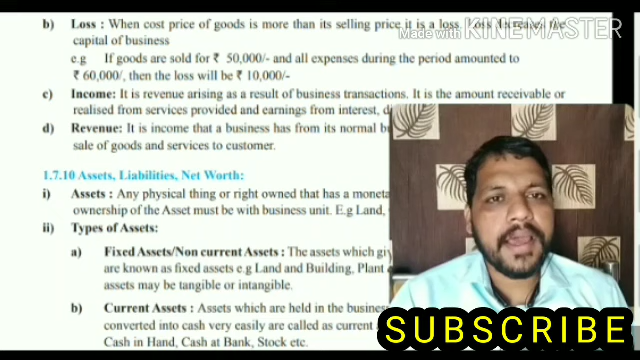 b) Loss : When cost price of goods is more than its selling price it is a loss. Loss decreases the
Made with KINEMASTER
capital of business
e.g If goods are sold for ₹ 50,000/- and all expenses during the period amounted to
₹ 60,000/, then the loss will be ₹ 10,000/-
c) Income: It is revenue arising as a result of business transactions. It is the amount receivable or
realised from services provided and earnings from interest, d
d) Revenue: It is income that a business has from its normal bu
sale of goods and services to customer.
1.7.10 Assets, Liabilities, Net Worth:
i) Assets : Any physical thing or right owned that has a moneta
ownership of the Asset must be with business unit. E.g Land,
ii) Types of Assets:
a) Fixed Assets/Non current Assets : The assets which gi
are known as fixed assets e.g Land and Building, Plant
assets may be tangible or intangible.
b) Current Assets : Assets which are held in the business
converted into cash very easily are called as current
Cash in Hand, Cash at Bank, Stock etc.
SUBSCRIBE